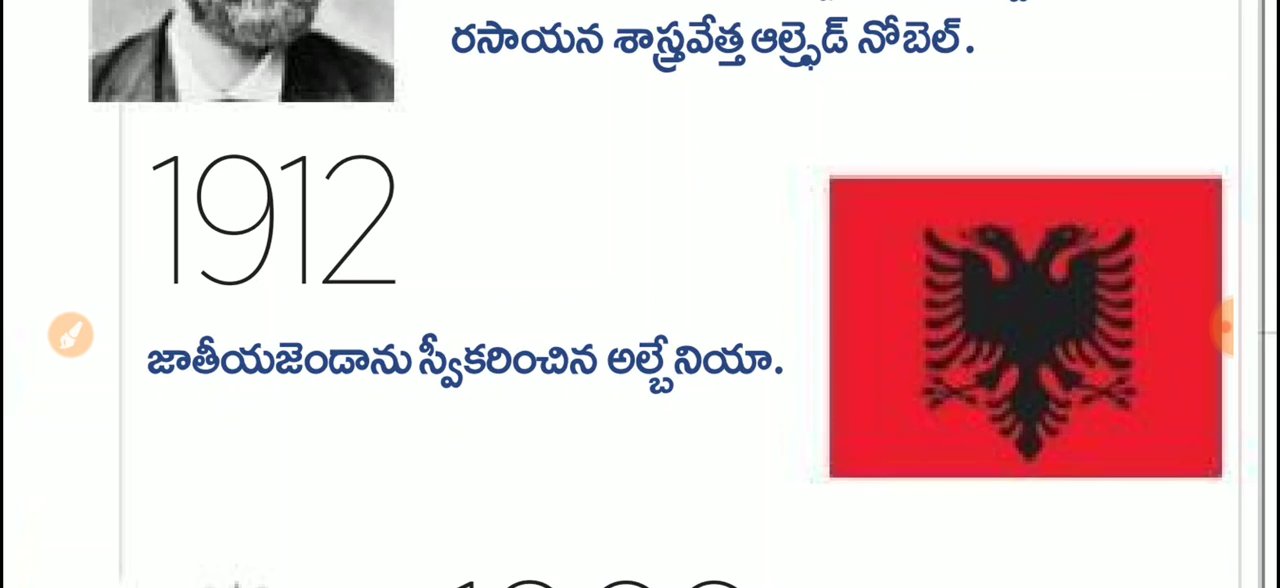 రసాయన శాస్త్రవేత్త ఆల్ఫ్రెడ్ నోబెల్.
1912
జాతీయజెండాను స్వీకరించిన అల్బేనియా.